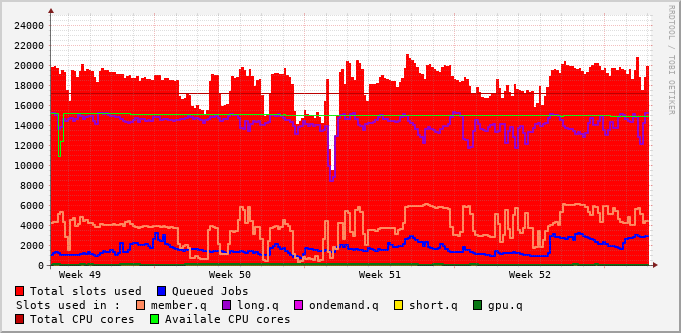 24000
22000
20000
18000
16000
14000
12000
10000
8000
6000
4000
2000
0
Week 49 Week 50 Week 51 Week 52
RRDTOOL / TOBI OETIKER
Total slots used Queued Jobs
Slots used in : member.q long.q ondemand.q short.q gpu.q
Total CPU cores Availale CPU cores